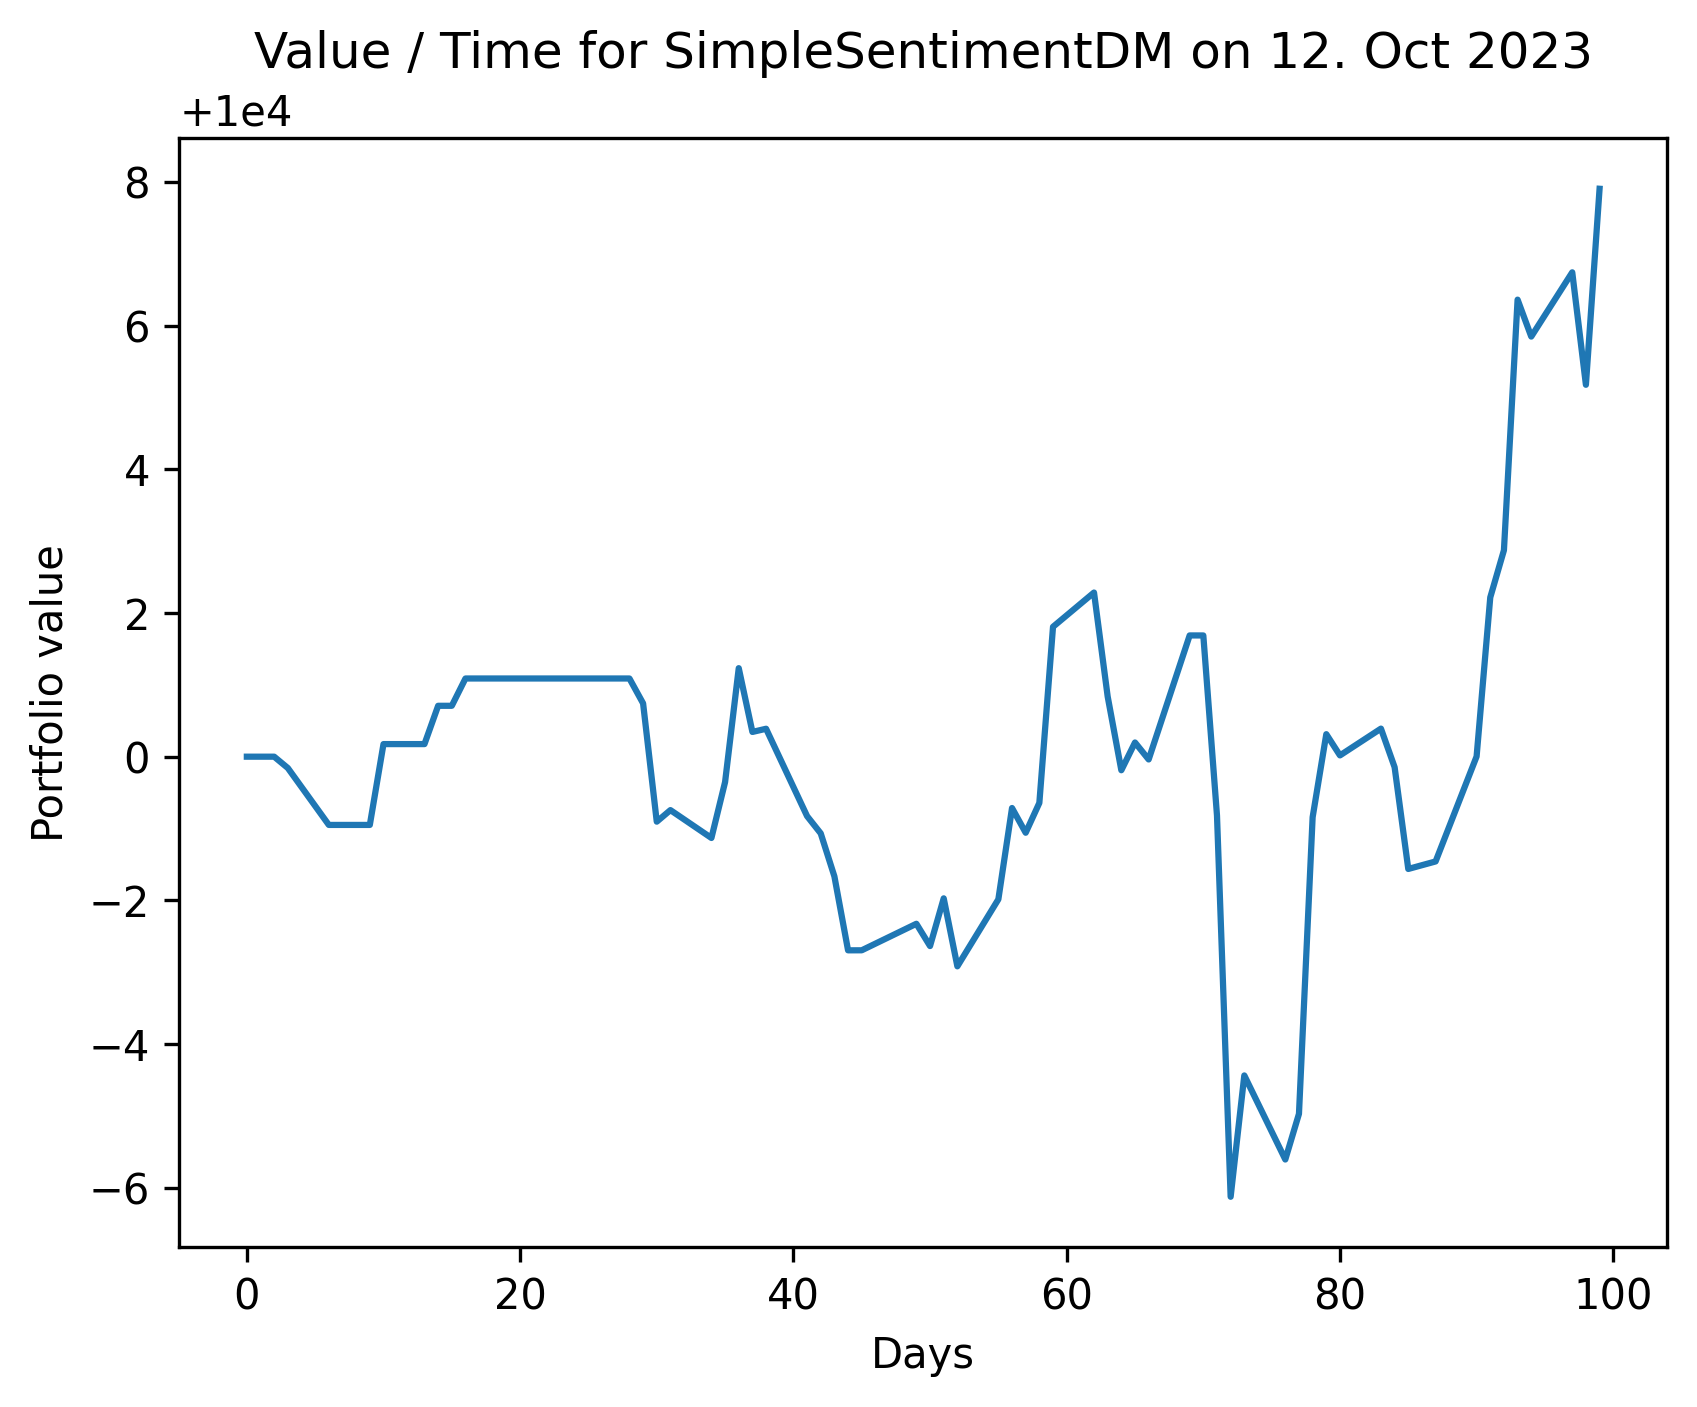 Value / Time for SimpleSentimentDM on 12. Oct 2023
+1e4
8
6
4
2
0
−2
−4
−6
Portfolio value
0 20 40 60 80 100
Days